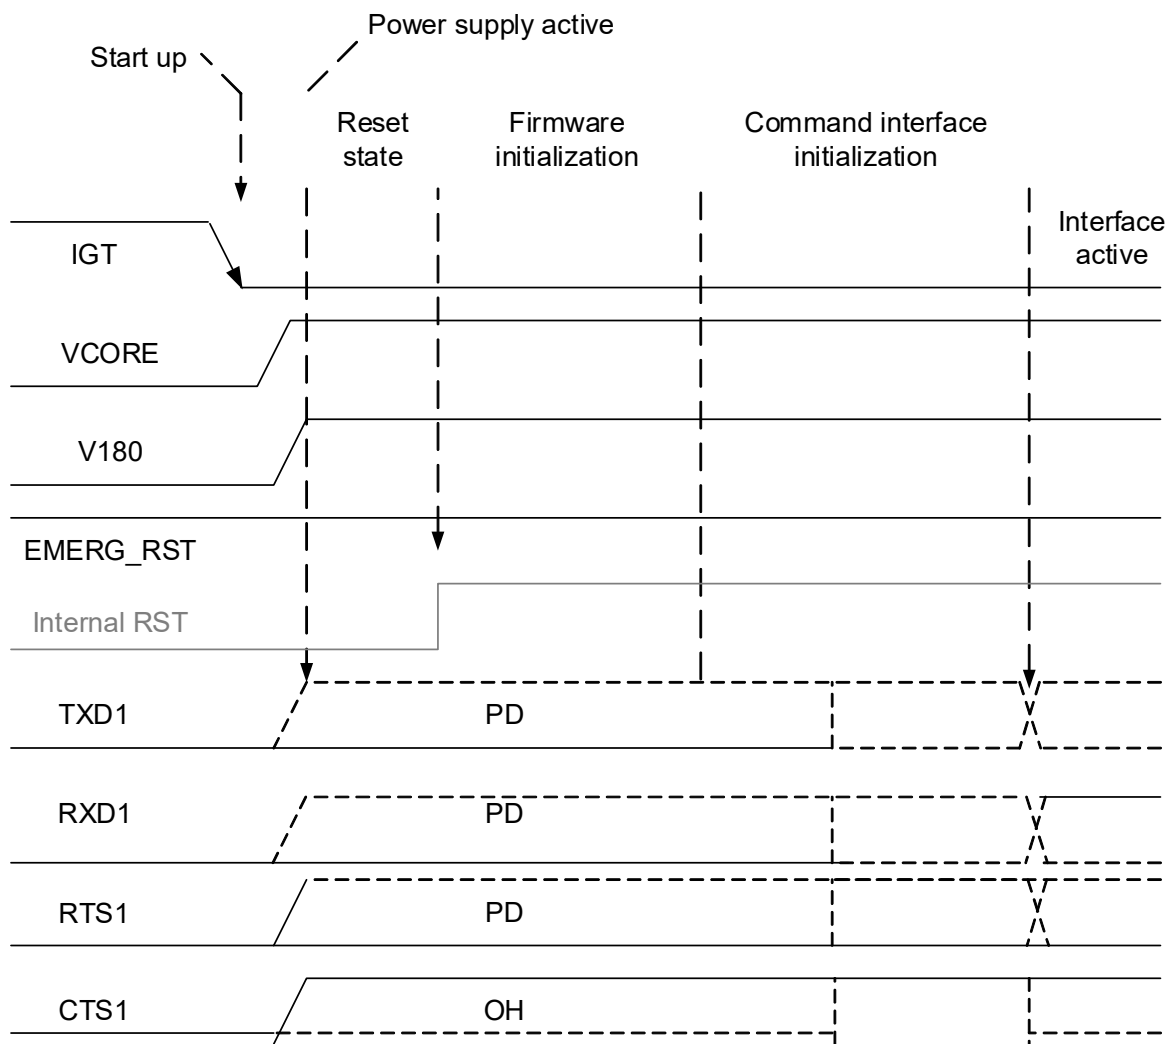 Power supply active
Start up
Reset
state
Firmware
initialization
Command interface
initialization
Interface
active
IGT
VCORE
V180
EMERG_RST
Internal RST
TXD1
PD
RXD1
PD
RTS1
PD
CTS1
OH